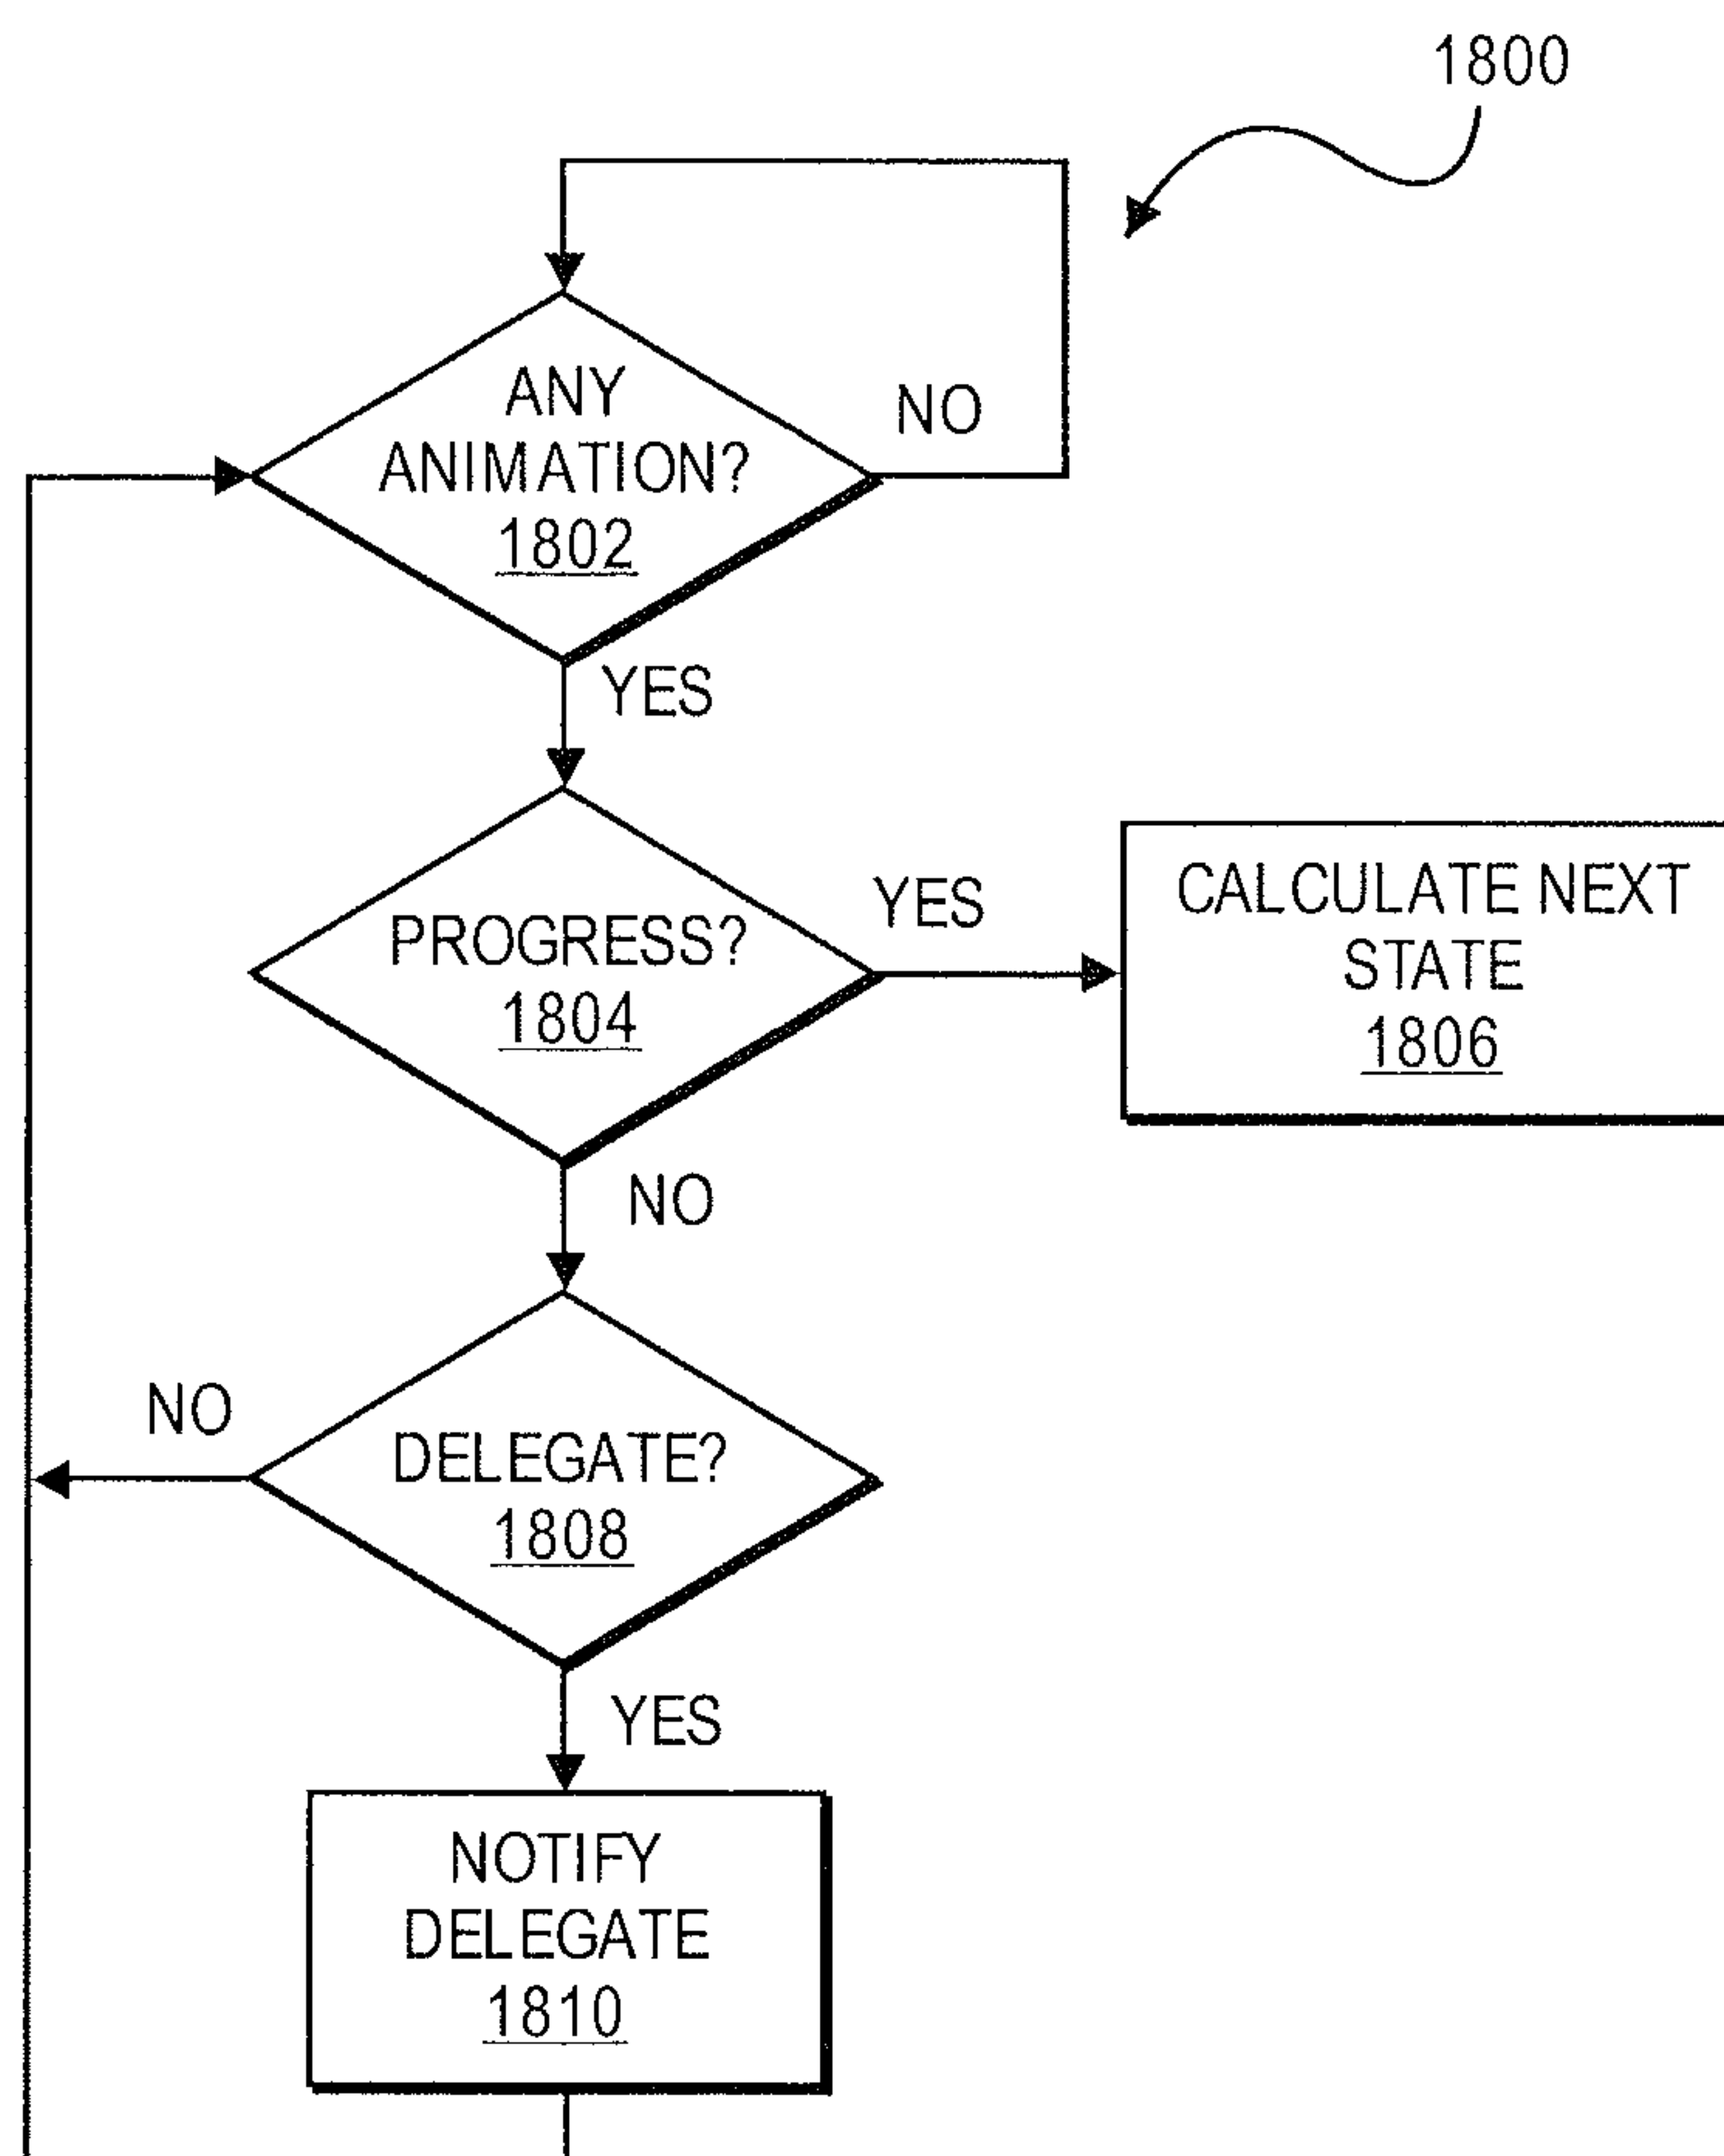 1800
ANY
ANIMATION?
1802
NO
YES
PROGRESS?
1804
YES
CALCULATE NEXT
STATE
1806
NO
DELEGATE?
1808
NO
YES
NOTIFY
DELEGATE
1810